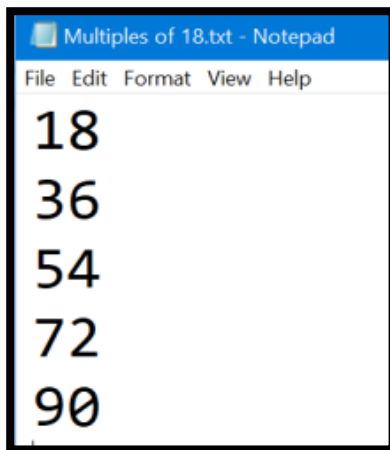 Multiples of 18.txt - Notepad
File Edit Format View Help
18
36
54
72
90